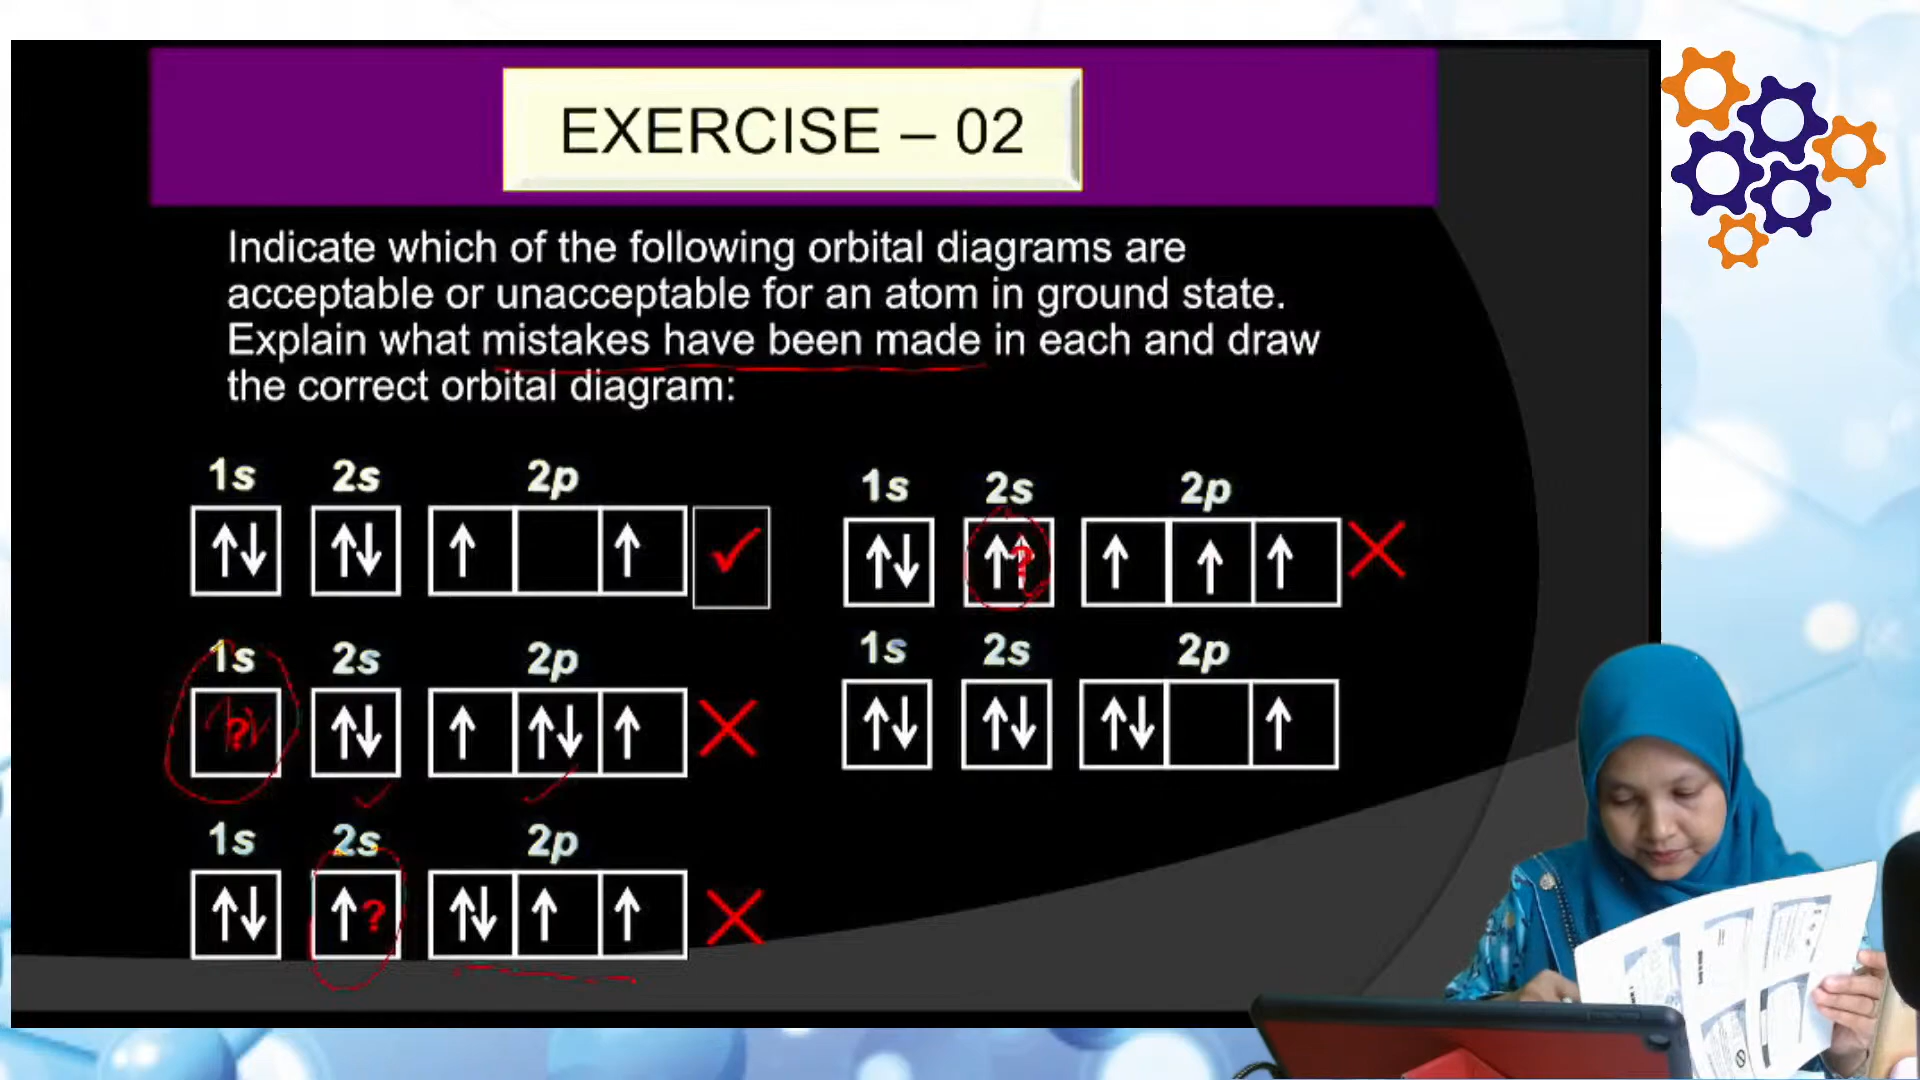 EXERCISE – 02
Indicate which of the following orbital diagrams are
acceptable or unacceptable for an atom in ground state.
Explain what mistakes have been made in each and draw
the correct orbital diagram:
1s 2s 2p
↑↓ ↑↓ ↑ ↑ ✓
1s 2s 2p
? ↑↓ ↑ ↑↓ ↑ ✗
1s 2s 2p
↑↓ ↑? ↑↓ ↑ ↑ ✗
1s 2s 2p
↑↓ ↑↑? ↑ ↑ ↑ ✗
1s 2s 2p
↑↓ ↑↓ ↑↓ ↑